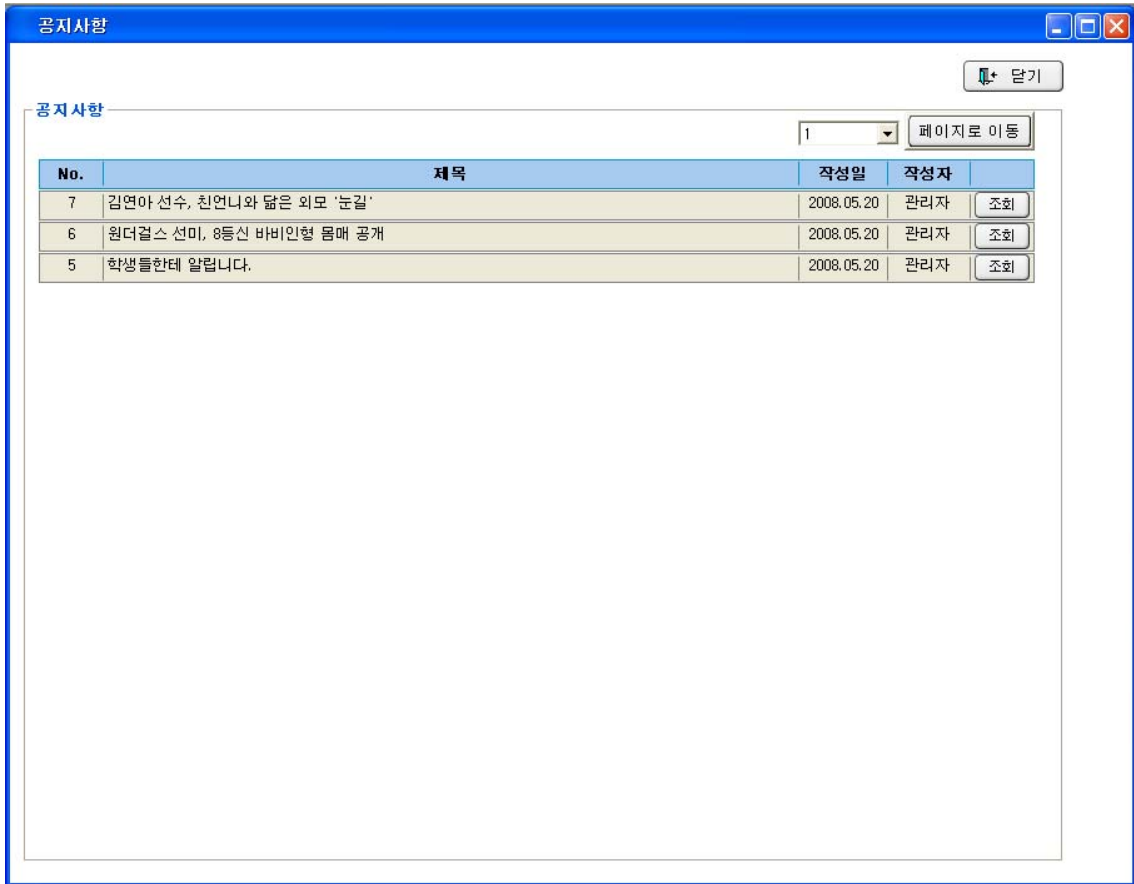 공지사항
닫기
공지사항
1 페이지로 이동
No. 제목 작성일 작성자
7 김연아 선수, 친언니와 닮은 외모 '눈길' 2008.05.20 관리자 조회
6 원더걸스 선미, 8등신 바비인형 몸매 공개 2008.05.20 관리자 조회
5 학생들한테 알립니다. 2008.05.20 관리자 조회